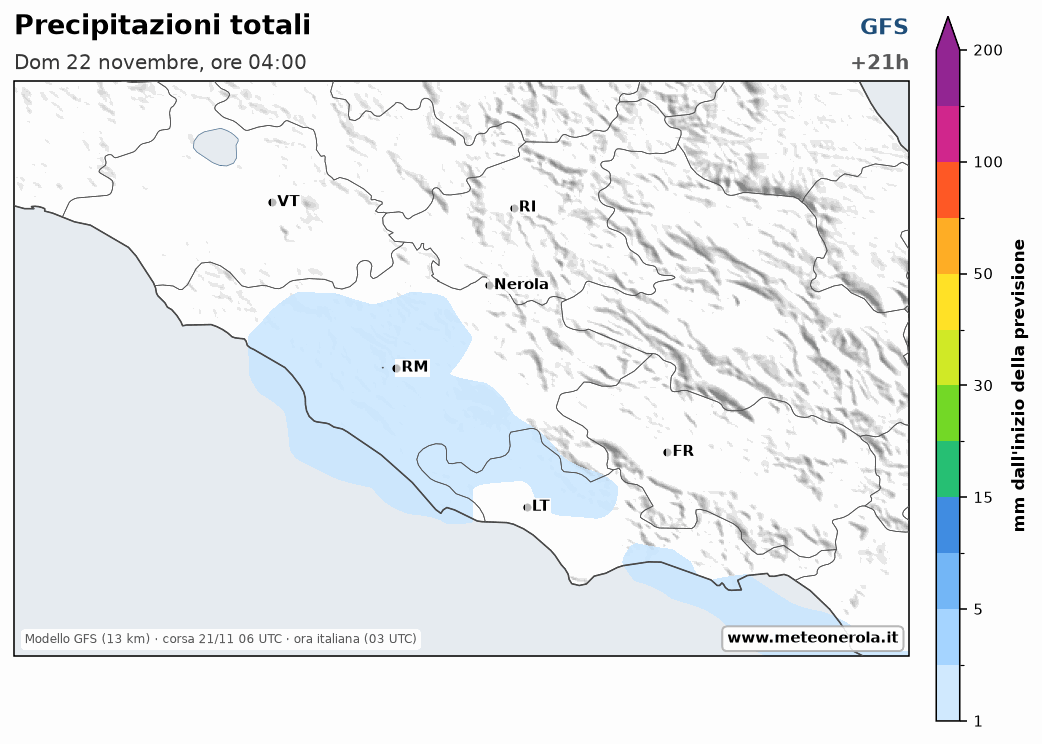 Precipitazioni totali
GFS
Dom 22 novembre, ore 04:00
+21h
VT
RI
Nerola
RM
FR
LT
Modello GFS (13 km) · corsa 21/11 06 UTC · ora italiana (03 UTC)
www.meteonerola.it
200
100
50
30
15
5
1
mm dall'inizio della previsione